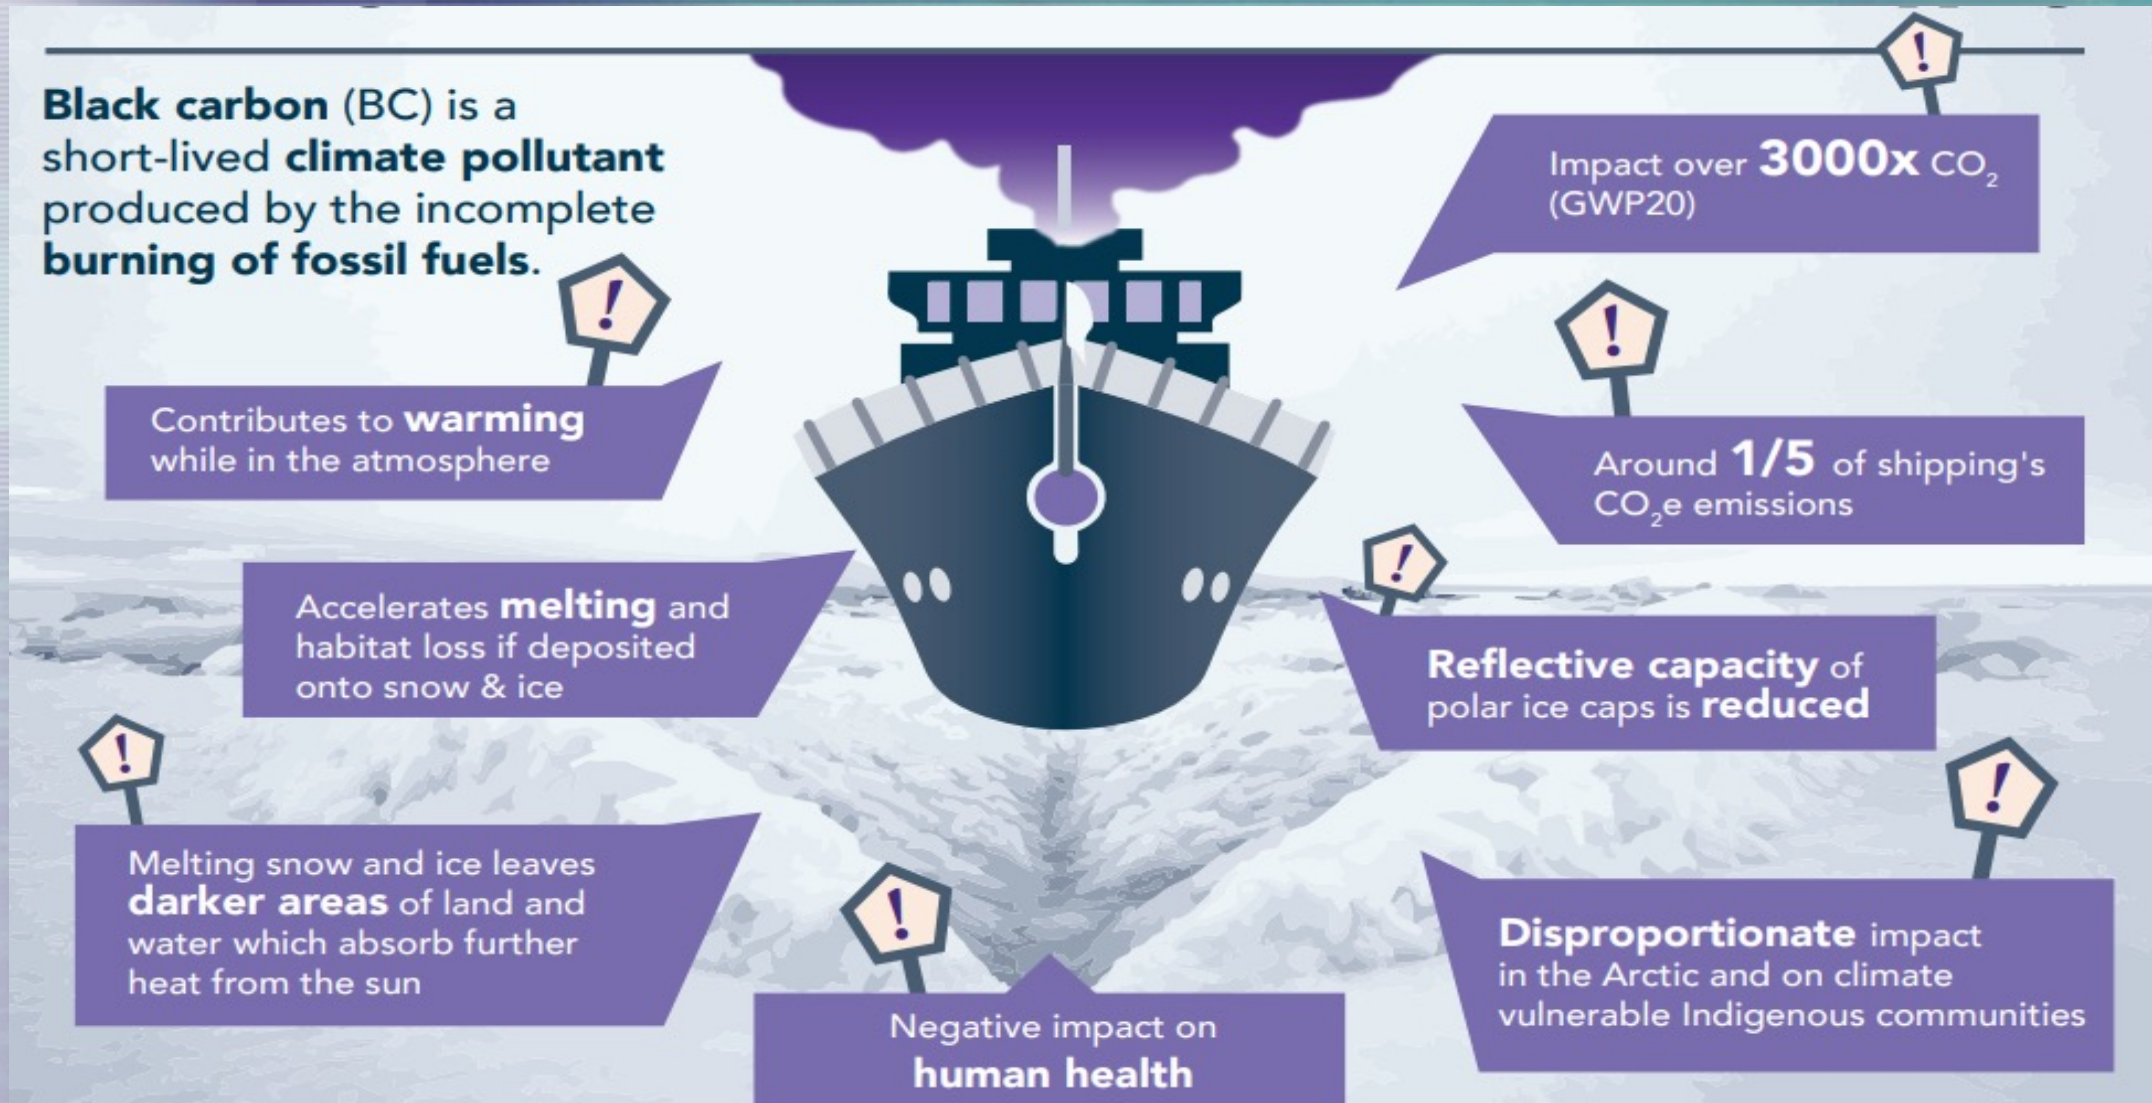 Black carbon (BC) is a
short-lived climate pollutant
produced by the incomplete
burning of fossil fuels.
!
Contributes to warming
while in the atmosphere
Accelerates melting and
habitat loss if deposited
onto snow & ice
!
Melting snow and ice leaves
darker areas of land and
water which absorb further
heat from the sun
!
Negative impact on
human health
!
Impact over 3000x CO₂
(GWP20)
!
Around 1/5 of shipping's
CO₂e emissions
!
Reflective capacity of
polar ice caps is reduced
!
Disproportionate impact
in the Arctic and on climate
vulnerable Indigenous communities